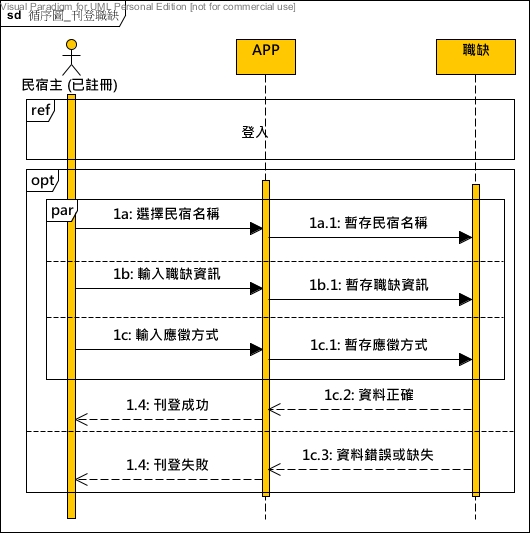 Visual Paradigm for UML Personal Edition [not for commercial use]
sd 循序圖_刊登職缺
APP
職缺
民宿主 (已註冊)
ref
登入
opt
par
1a: 選擇民宿名稱
1a.1: 暫存民宿名稱
1b: 輸入職缺資訊
1b.1: 暫存職缺資訊
1c: 輸入應徵方式
1c.1: 暫存應徵方式
1c.2: 資料正確
1.4: 刊登成功
1c.3: 資料錯誤或缺失
1.4: 刊登失敗